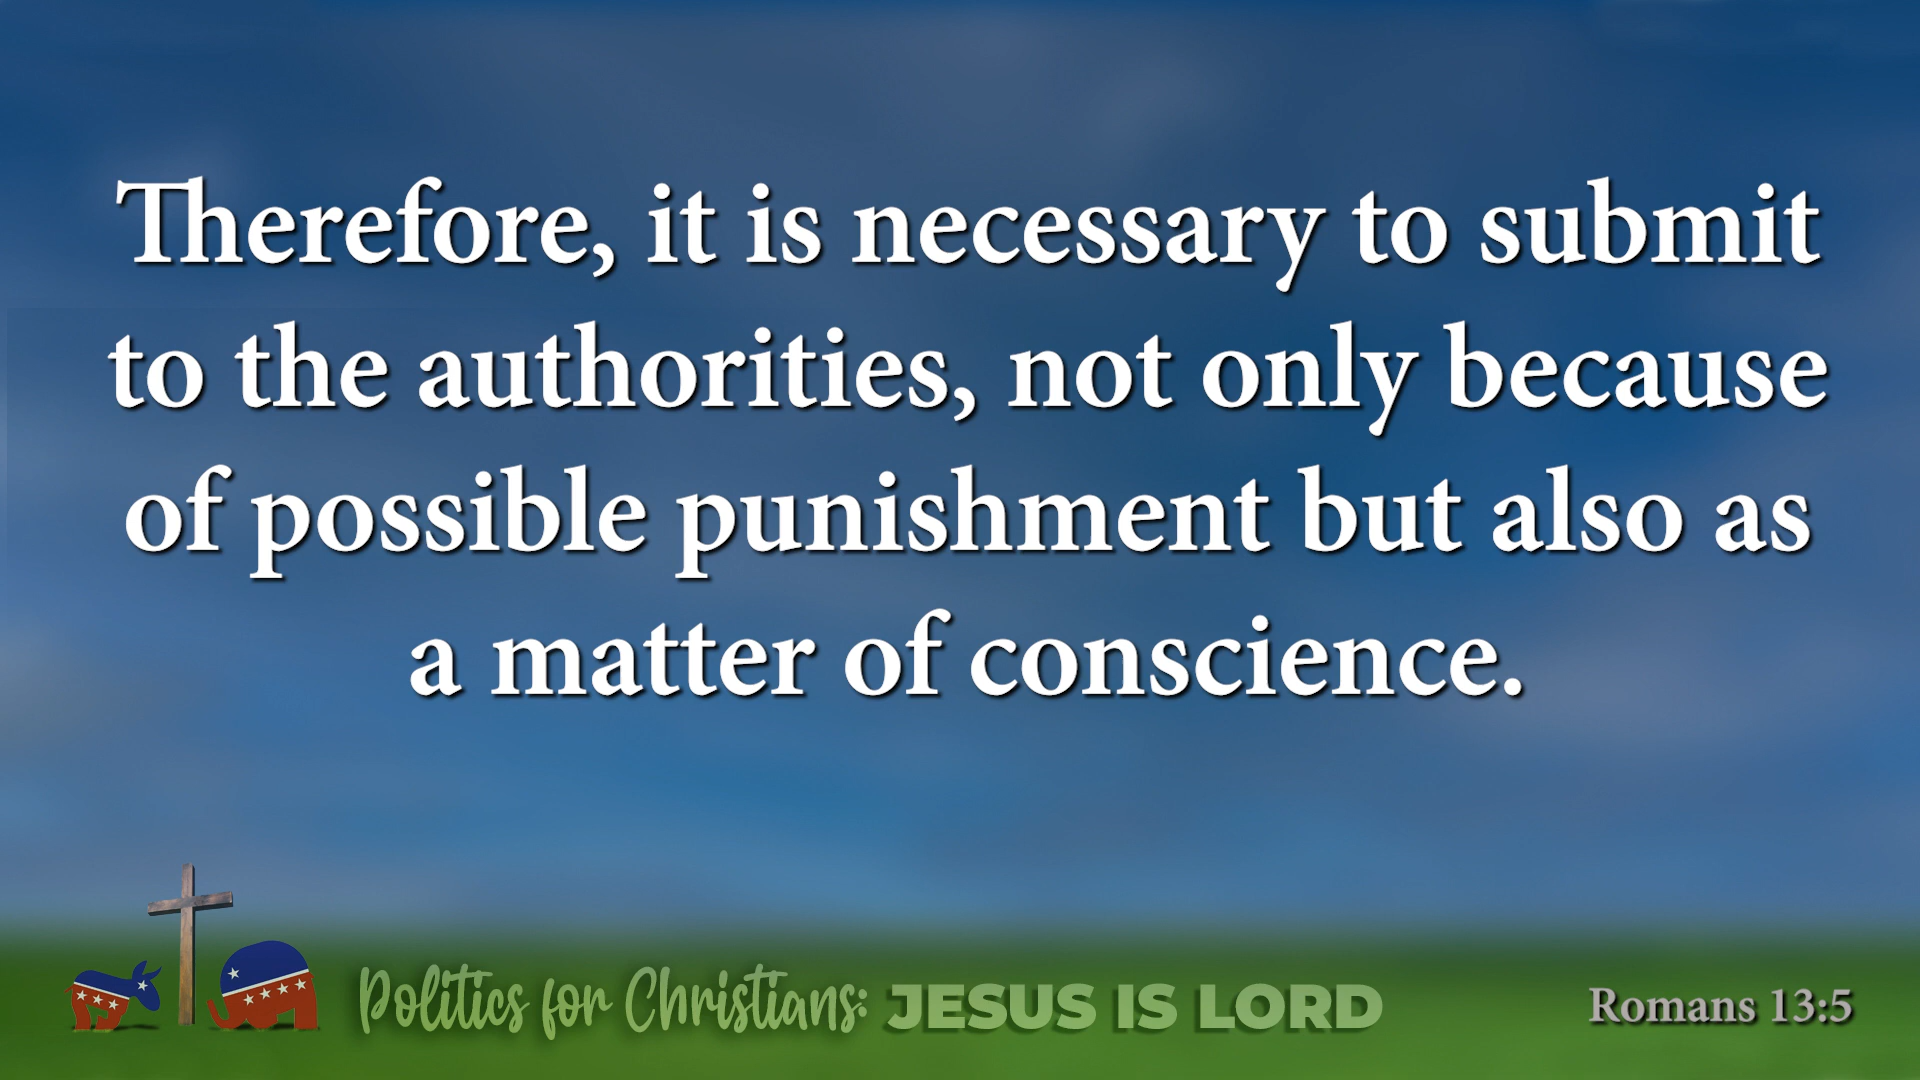 Therefore, it is necessary to submit
to the authorities, not only because
of possible punishment but also as
a matter of conscience.
Politics for Christians: JESUS IS LORD
Romans 13:5